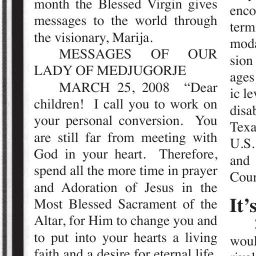 month the Blessed Virgin gives
messages to the world through
the visionary, Marija.
MESSAGES OF OUR
LADY OF MEDJUGORJE
MARCH 25, 2008 “Dear
children! I call you to work on
your personal conversion. You
are still far from meeting with
God in your heart. Therefore,
spend all the more time in prayer
and Adoration of Jesus in the
Most Blessed Sacrament of the
Altar, for Him to change you and
to put into your hearts a living
faith and a desire for eternal life.
enco
term
moda
sion
ages
ic lev
disab
Texa
U.S.
and
Coun
It’s
woul